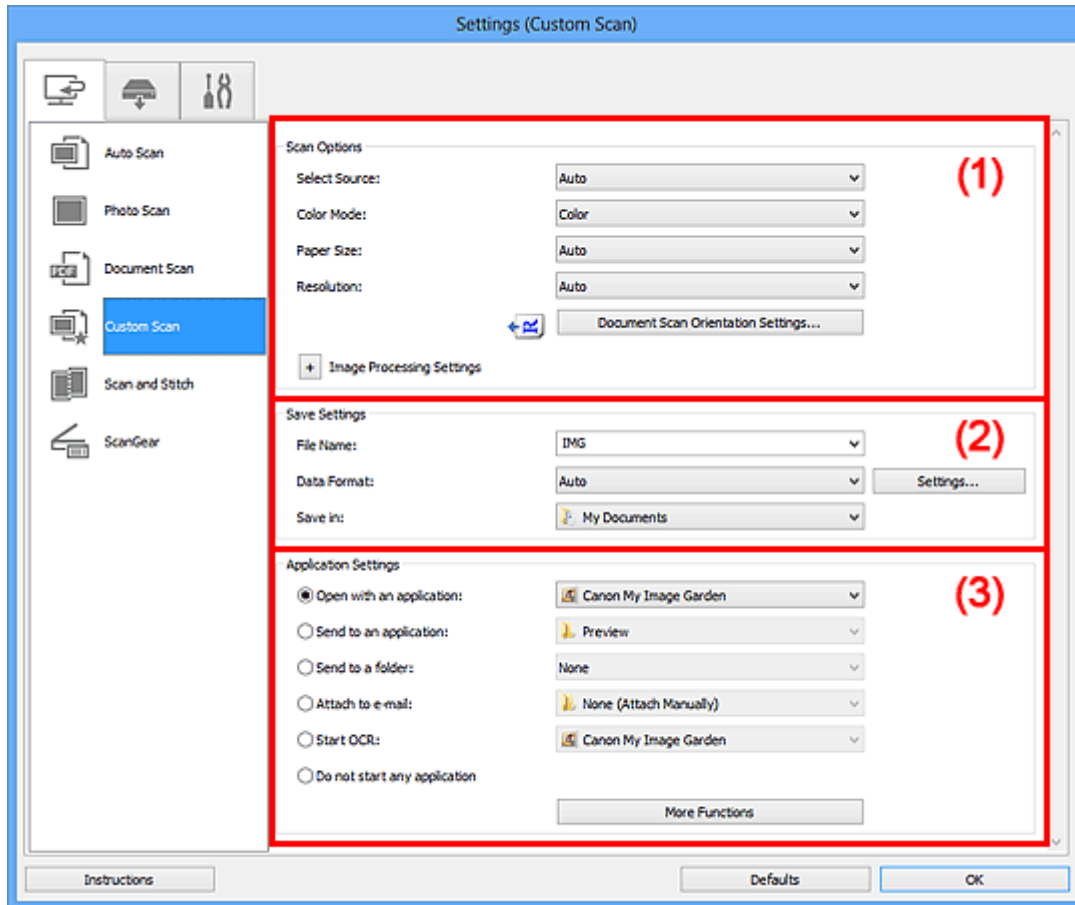 Settings (Custom Scan)
Auto Scan
Photo Scan
PDF
Document Scan
Custom Scan
Scan and Stitch
ScanGear
Scan Options
(1)
Select Source: Auto
Color Mode: Color
Paper Size: Auto
Resolution: Auto
R Document Scan Orientation Settings...
+ Image Processing Settings
Save Settings
(2)
File Name: IMG
Data Format: Auto Settings...
Save in: My Documents
Application Settings
(3)
Open with an application: Canon My Image Garden
Send to an application: Preview
Send to a folder: None
Attach to e-mail: None (Attach Manually)
Start OCR: Canon My Image Garden
Do not start any application
More Functions
Instructions Defaults OK